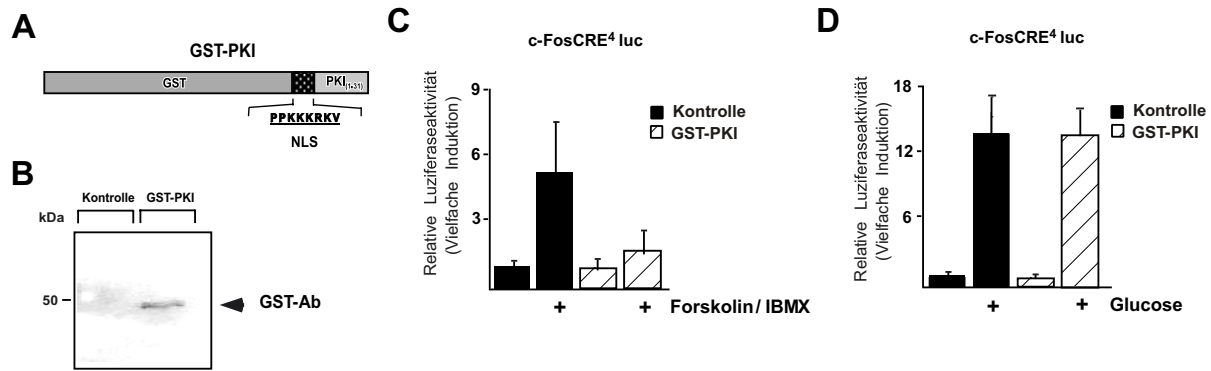 A
GST-PKI
GST
PKI(1-31)
PPKKKRKV
NLS
B
Kontrolle
GST-PKI
kDa
50
GST-Ab
C
c-FosCRE4 luc
Relative Luziferaseaktivität
(Vielfache Induktion)
9
6
3
Kontrolle
GST-PKI
+
+
Forskolin / IBMX
D
c-FosCRE4 luc
Relative Luziferaseaktivität
(Vielfache Induktion)
18
13
6
Kontrolle
GST-PKI
+
+
Glucose